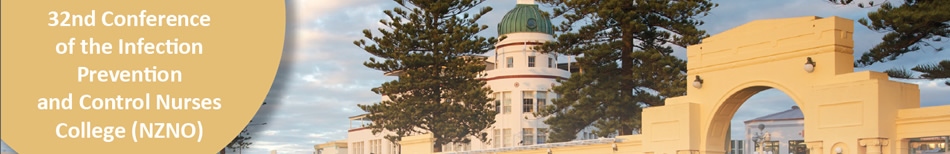 32nd Conference
of the Infection
Prevention
and Control Nurses
College (NZNO)